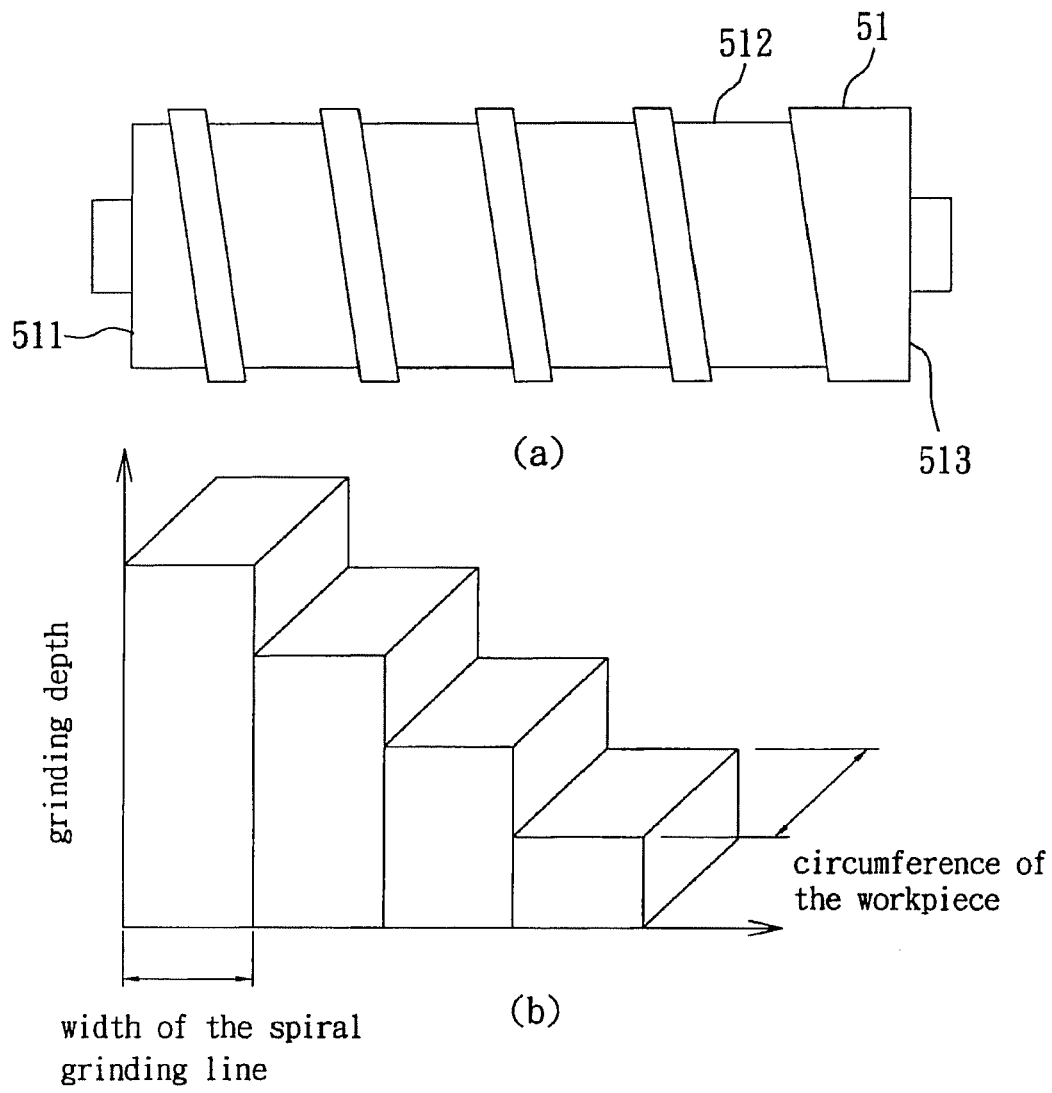 51
512
511
513
(a)
grinding depth
circumference of
the workpiece
width of the spiral
grinding line
(b)